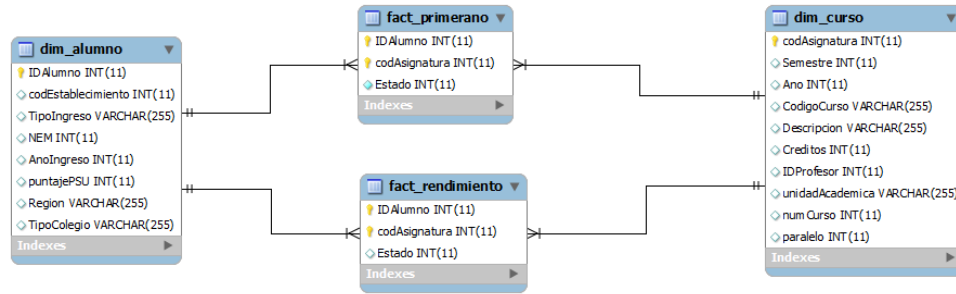 dim_alumno
IDAlumno INT(11)
codEstablecimiento INT(11)
TipoIngreso VARCHAR(255)
NEM INT(11)
AnoIngreso INT(11)
puntajePSU INT(11)
Region VARCHAR(255)
TipoColegio VARCHAR(255)
Indexes
fact_primerano
IDAlumno INT(11)
codAsignatura INT(11)
Estado INT(11)
Indexes
fact_rendimiento
IDAlumno INT(11)
codAsignatura INT(11)
Estado INT(11)
Indexes
dim_curso
codAsignatura INT(11)
Semestre INT(11)
Ano INT(11)
CodigoCurso VARCHAR(255)
Descripcion VARCHAR(255)
Creditos INT(11)
IDProfesor INT(11)
unidadAcademica VARCHAR(255)
numCurso INT(11)
paralelo INT(11)
Indexes